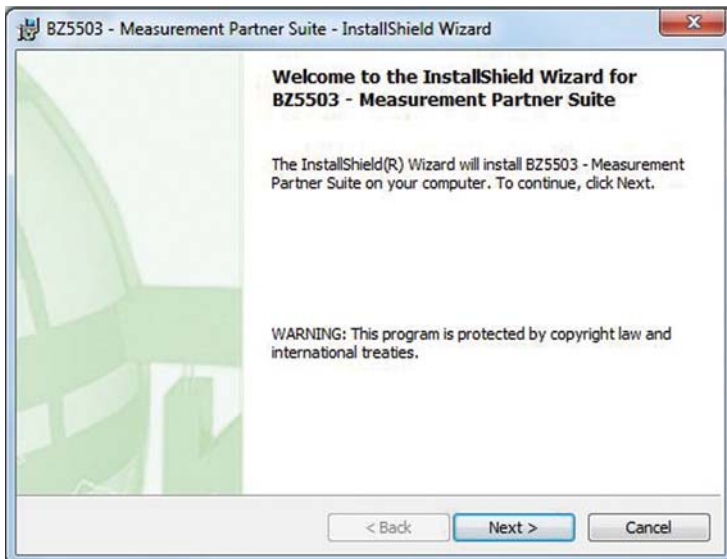 BZ5503 - Measurement Partner Suite - InstallShield Wizard
Welcome to the InstallShield Wizard for
BZ5503 - Measurement Partner Suite
The InstallShield(R) Wizard will install BZ5503 - Measurement
Partner Suite on your computer. To continue, click Next.
WARNING: This program is protected by copyright law and
international treaties.
< Back Next > Cancel